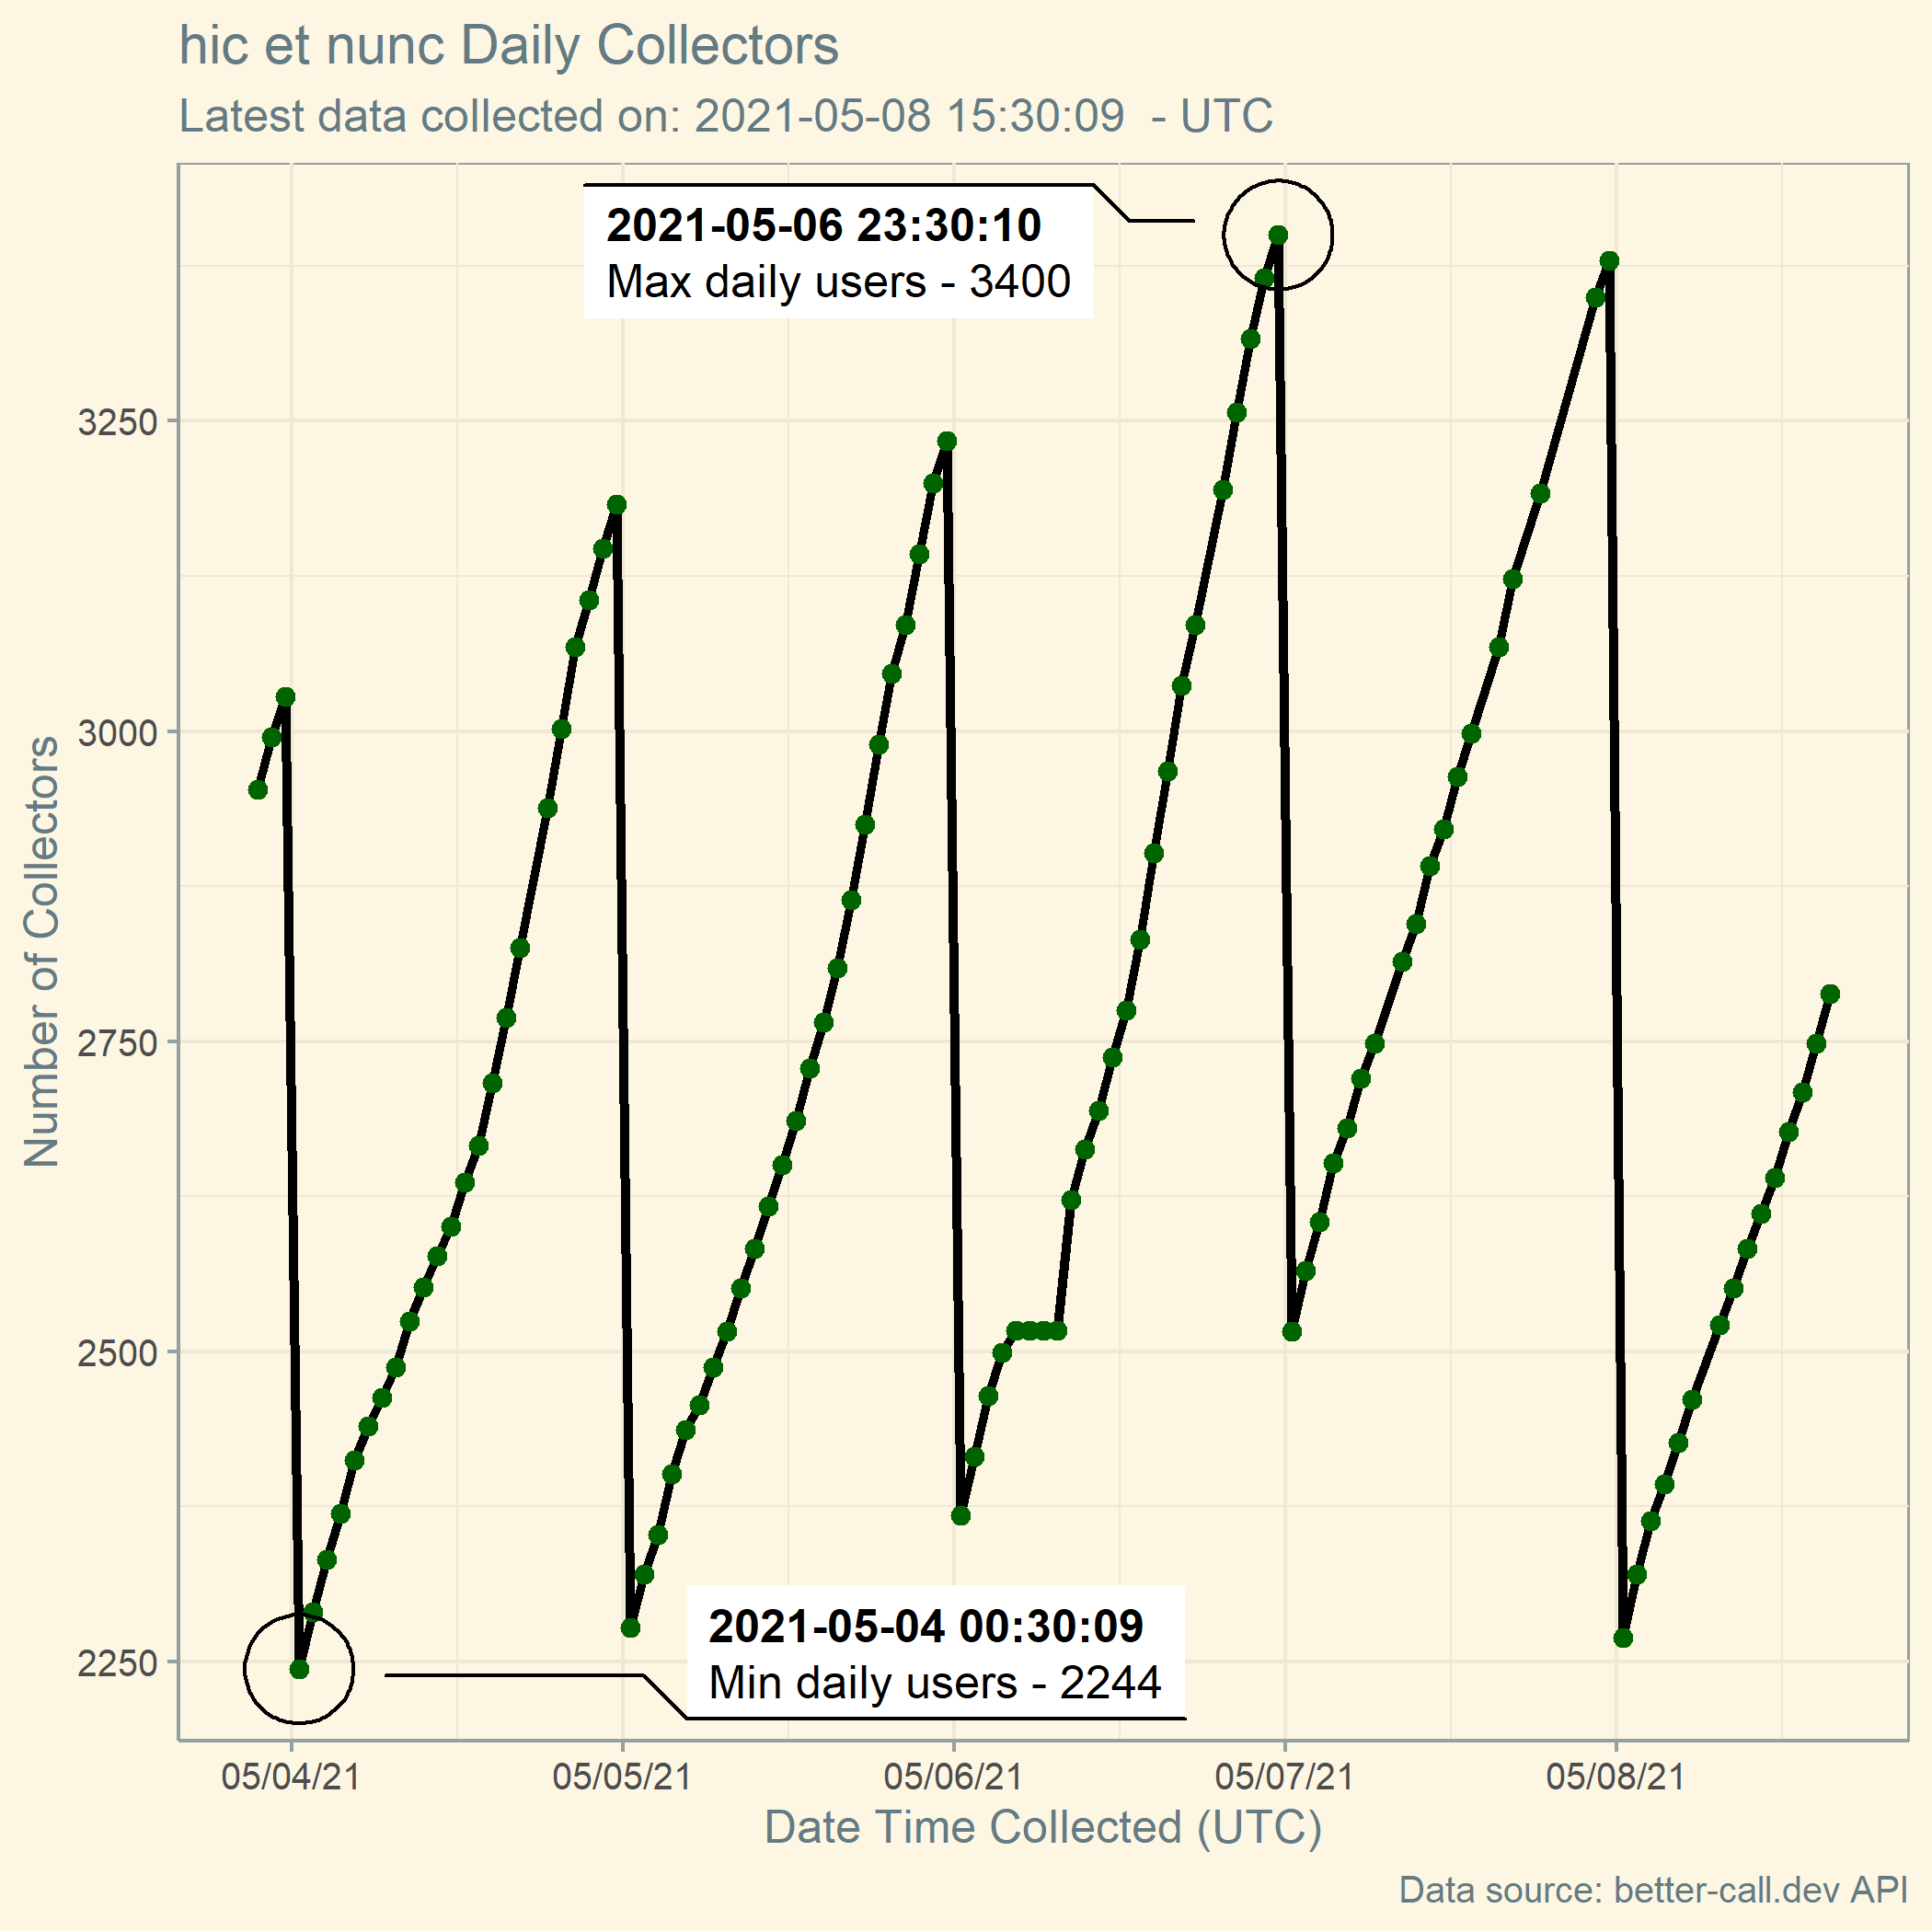 hic et nunc Daily Collectors
Latest data collected on: 2021-05-08 15:30:09  - UTC
2021-05-06 23:30:10
Max daily users - 3400
3250
3000
2750
2500
2250
Number of Collectors
2021-05-04 00:30:09
Min daily users - 2244
05/04/21
05/05/21
05/06/21
05/07/21
05/08/21
Date Time Collected (UTC)
Data source: better-call.dev API